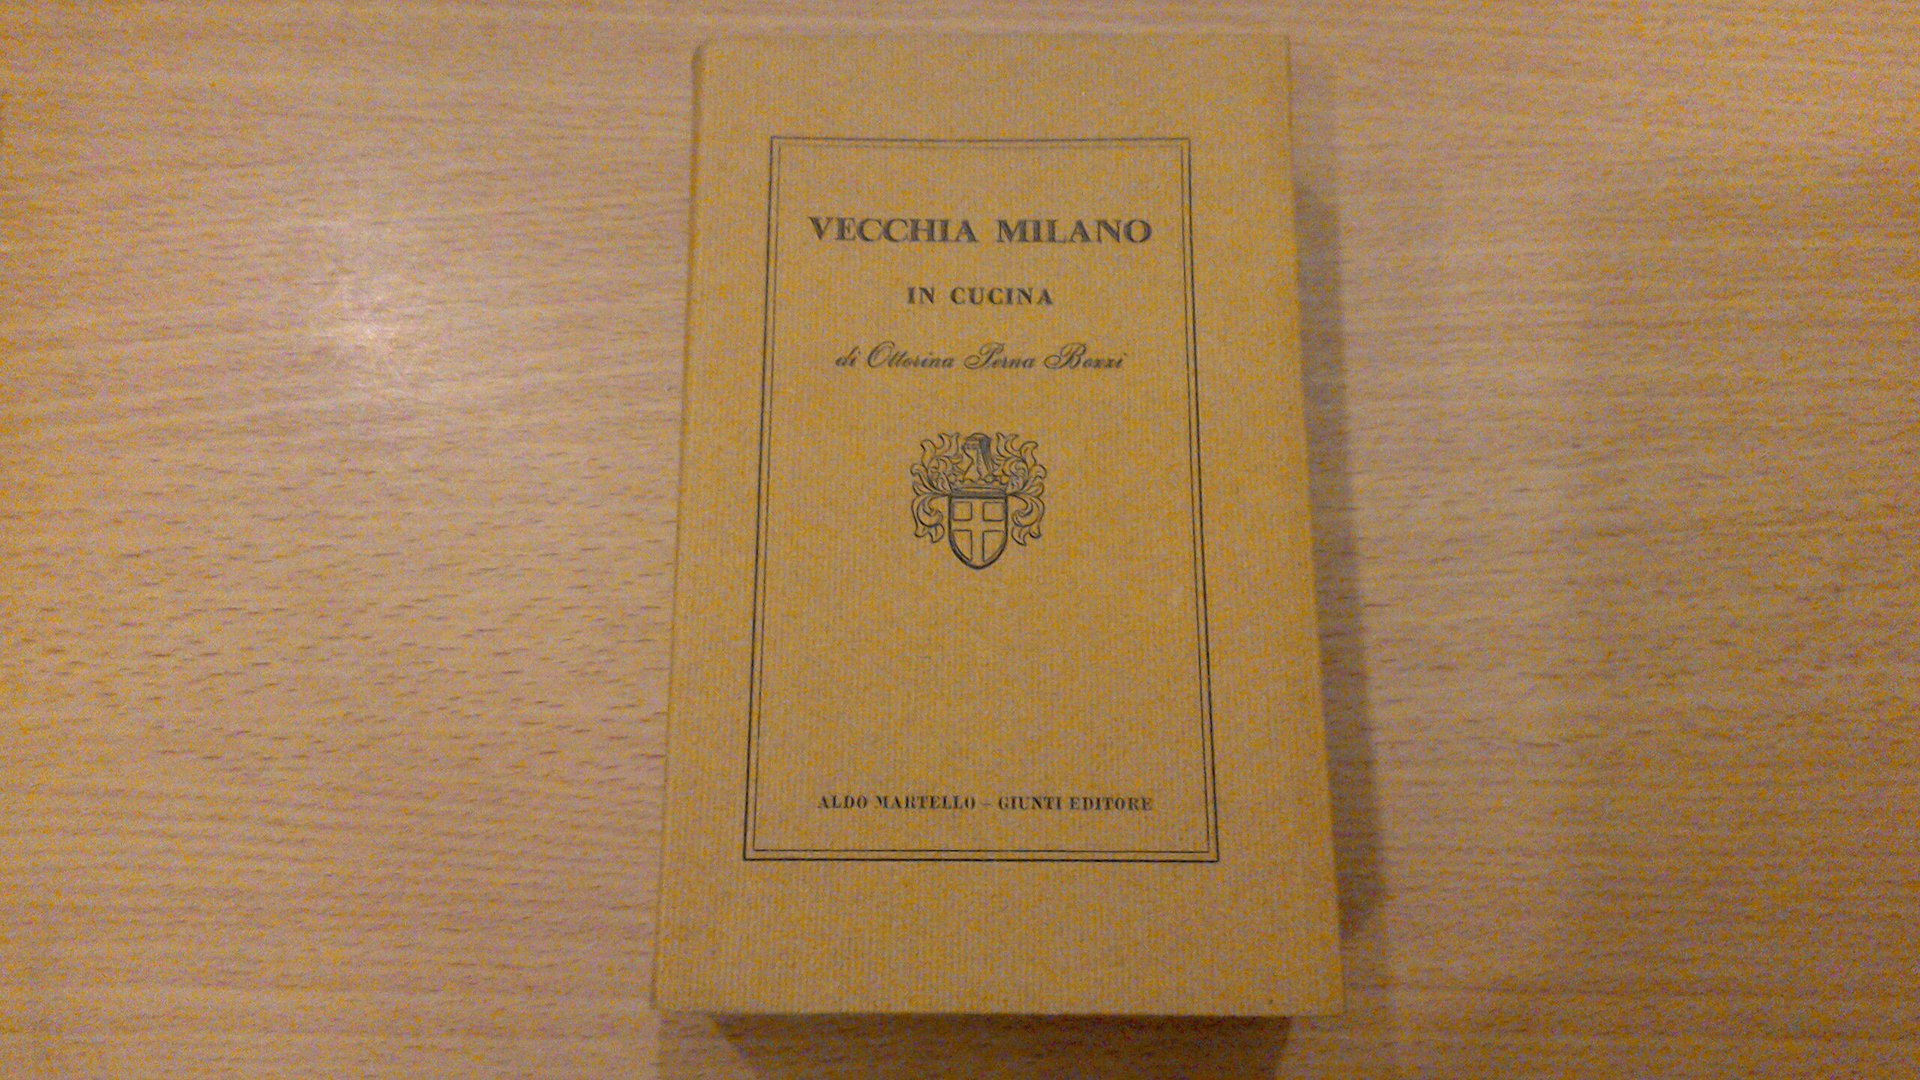 VECCHIA MILANO
IN CUCINA
di Ottorina Perna Bozzi
ALDO MARTELLO - GIUNTI EDITORE